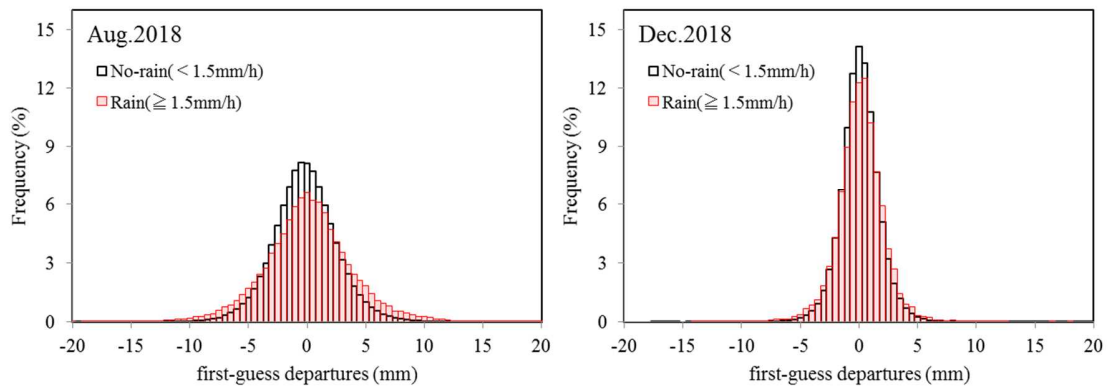 Aug.2018
No-rain(＜1.5mm/h)
Rain(≧ 1.5mm/h)
15
12
9
6
3
0
Frequency (%)
-20 -15 -10 -5 0 5 10 15 20
first-guess departures (mm)
Dec.2018
No-rain(＜1.5mm/h)
Rain(≧ 1.5mm/h)
15
12
9
6
3
0
Frequency (%)
-20 -15 -10 -5 0 5 10 15 20
first-guess departures (mm)